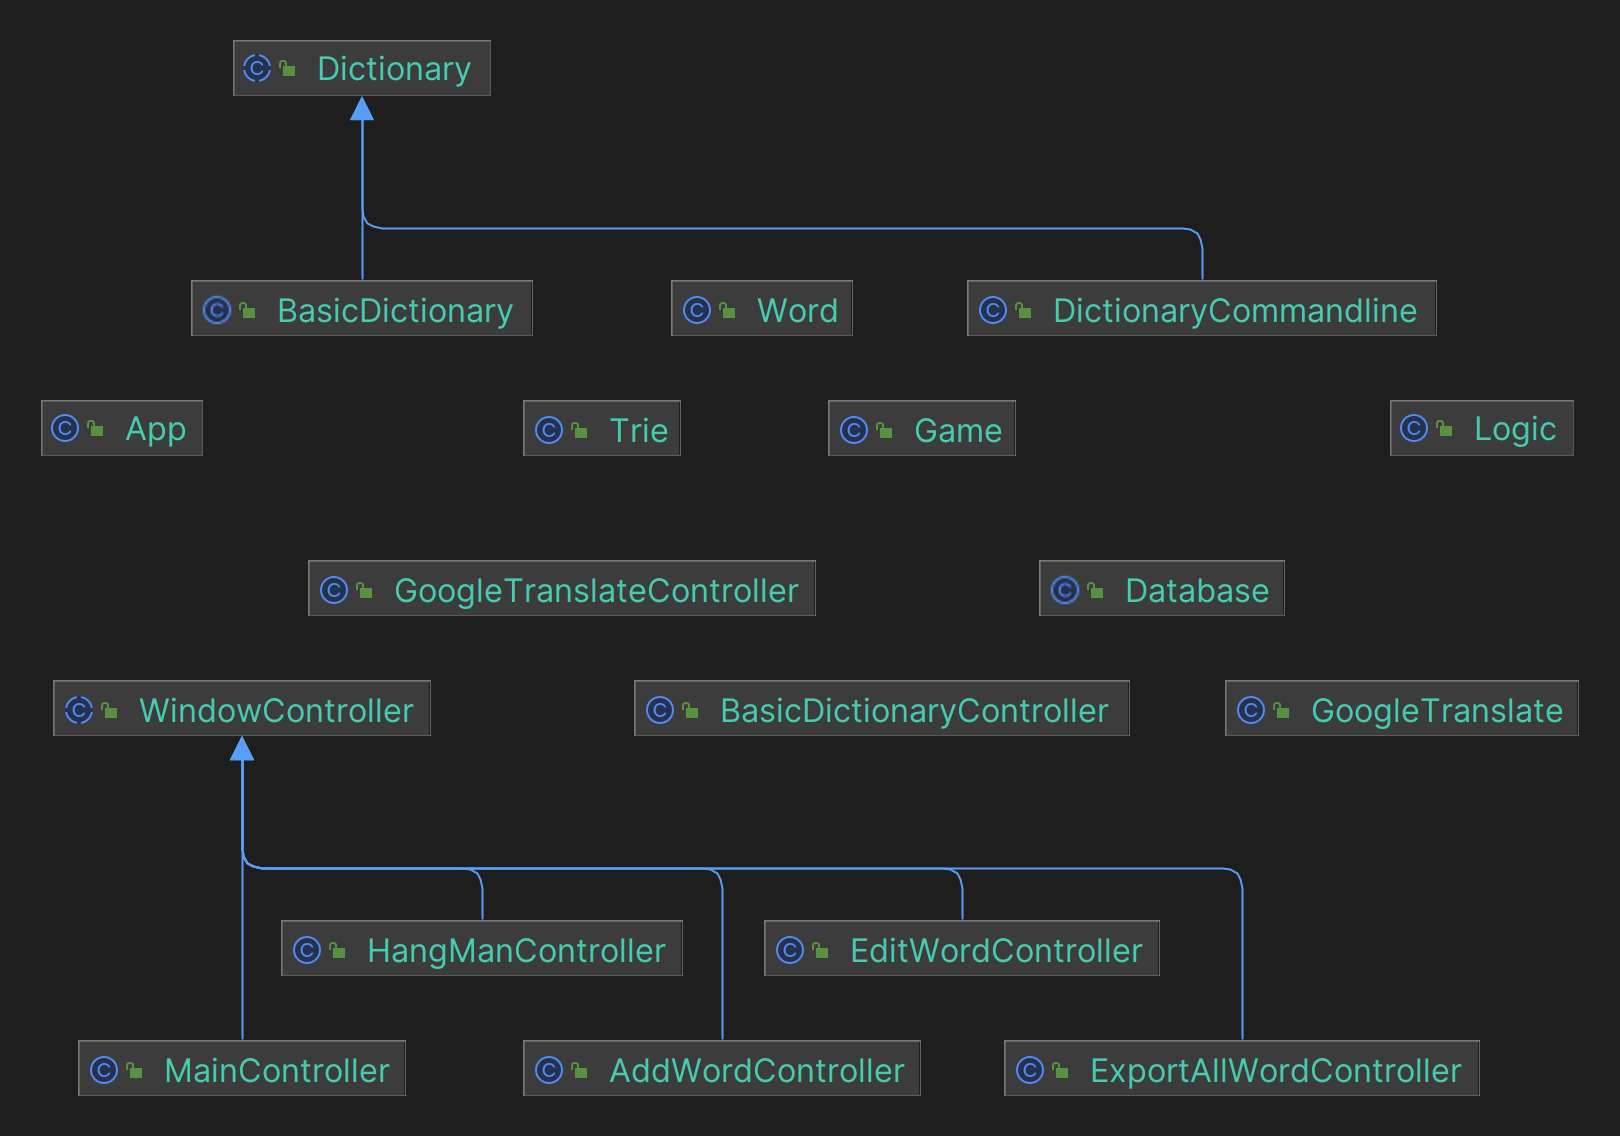 Dictionary
BasicDictionary
Word
DictionaryCommandline
App
Trie
Game
Logic
GoogleTranslateController
Database
WindowController
BasicDictionaryController
GoogleTranslate
HangManController
EditWordController
MainController
AddWordController
ExportAllWordController